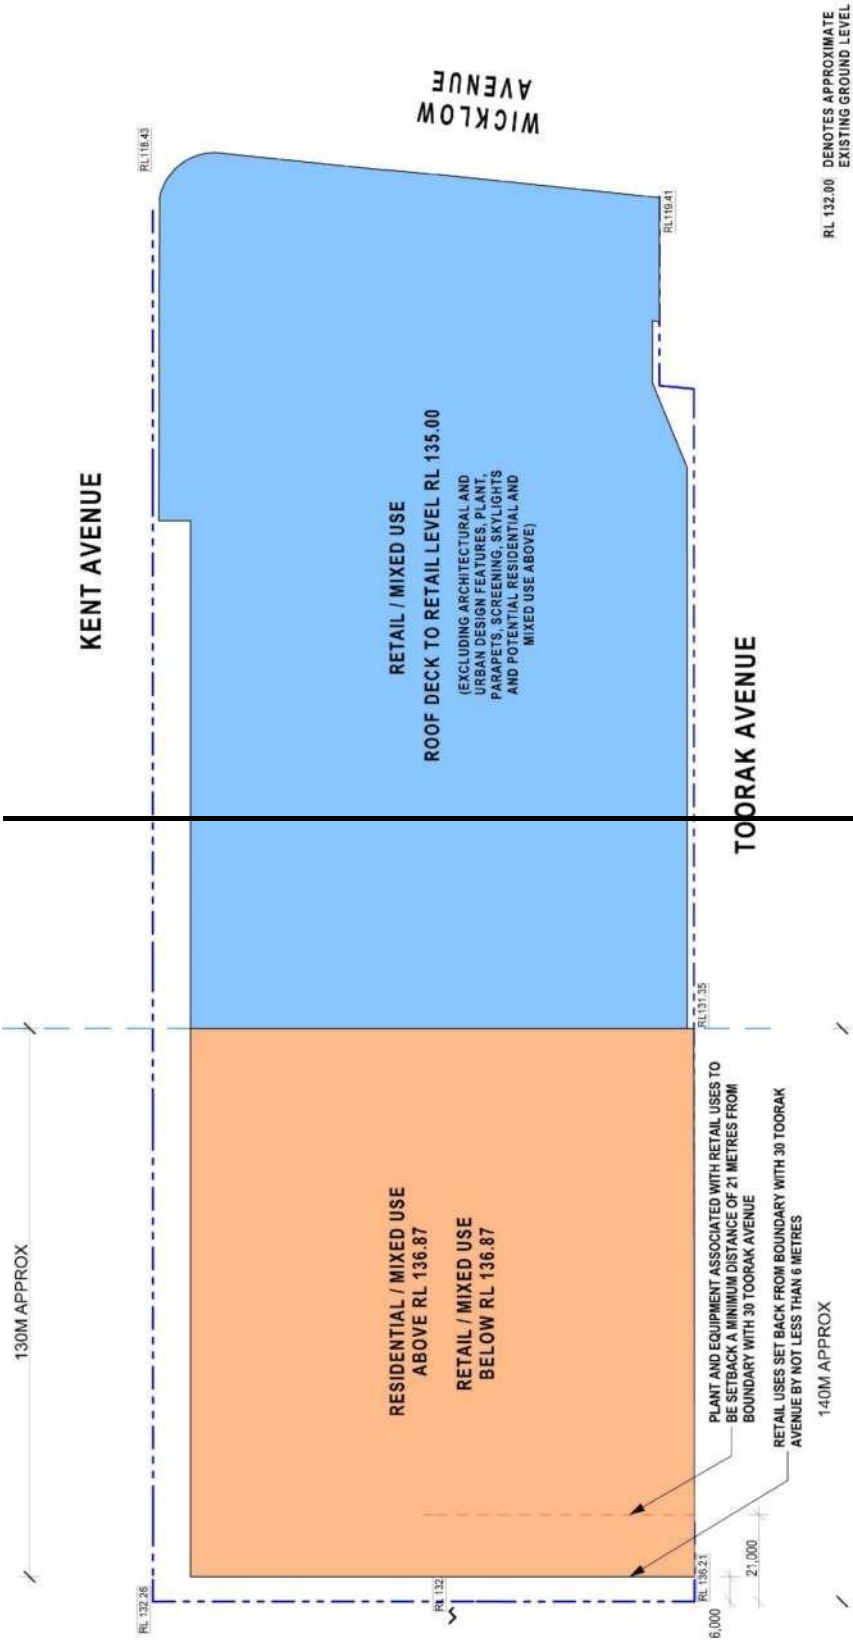 WICKLOW
AVENUE
RL118.43
RL119.41
RL 132.00 DENOTES APPROXIMATE
EXISTING GROUND LEVEL
KENT AVENUE
RETAIL / MIXED USE
ROOF DECK TO RETAIL LEVEL RL 135.00
(EXCLUDING ARCHITECTURAL AND
URBAN DESIGN FEATURES, PLANT,
PARAPETS, SCREENING, SKYLIGHTS
AND POTENTIAL RESIDENTIAL AND
MIXED USE ABOVE)
TOORAK AVENUE
RL131.35
130M APPROX
RESIDENTIAL / MIXED USE
ABOVE RL 136.87
RETAIL / MIXED USE
BELOW RL 136.87
PLANT AND EQUIPMENT ASSOCIATED WITH RETAIL USES TO
BE SETBACK A MINIMUM DISTANCE OF 21 METRES FROM
BOUNDARY WITH 30 TOORAK AVENUE
RETAIL USES SET BACK FROM BOUNDARY WITH 30 TOORAK
AVENUE BY NOT LESS THAN 6 METRES
140M APPROX
RL 132.26
RL 132
RL 136.21
6,000
21,000